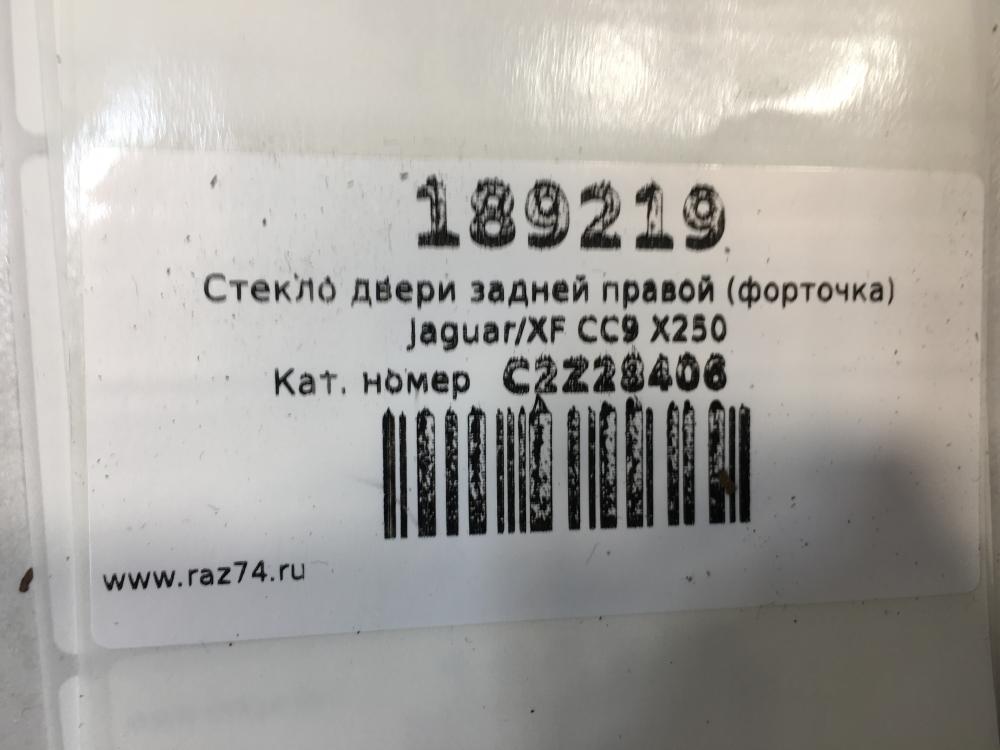 189219
Стекло двери задней правой (форточка)
Jaguar/XF CC9 X250
Кат. номер C2Z28406
www.raz74.ru